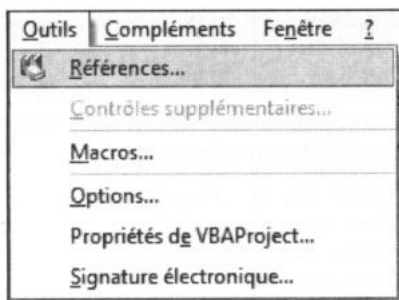 Outils Compléments Fenêtre ?
Références...
Contrôles supplémentaires...
Macros...
Options...
Propriétés de VBAProject...
Signature électronique...